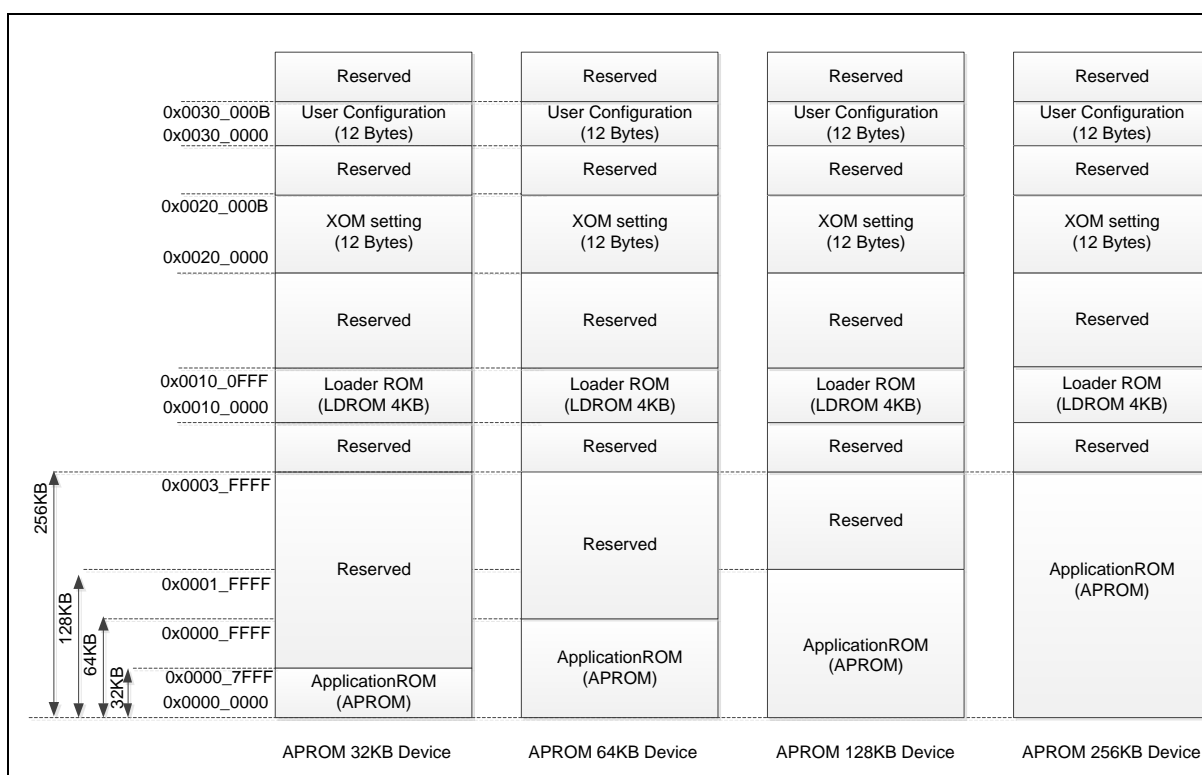 Reserved
Reserved
Reserved
Reserved
0x0030_000B
0x0030_0000
User Configuration
(12 Bytes)
User Configuration
(12 Bytes)
User Configuration
(12 Bytes)
User Configuration
(12 Bytes)
Reserved
Reserved
Reserved
Reserved
0x0020_000B
0x0020_0000
XOM setting
(12 Bytes)
XOM setting
(12 Bytes)
XOM setting
(12 Bytes)
XOM setting
(12 Bytes)
Reserved
Reserved
Reserved
Reserved
0x0010_0FFF
0x0010_0000
Loader ROM
(LDROM 4KB)
Loader ROM
(LDROM 4KB)
Loader ROM
(LDROM 4KB)
Loader ROM
(LDROM 4KB)
Reserved
Reserved
Reserved
Reserved
256KB
128KB
64KB
32KB
0x0003_FFFF
0x0001_FFFF
0x0000_FFFF
0x0000_7FFF
0x0000_0000
Reserved
ApplicationROM
(APROM)
Reserved
ApplicationROM
(APROM)
Reserved
ApplicationROM
(APROM)
ApplicationROM
(APROM)
APROM 32KB Device
APROM 64KB Device
APROM 128KB Device
APROM 256KB Device